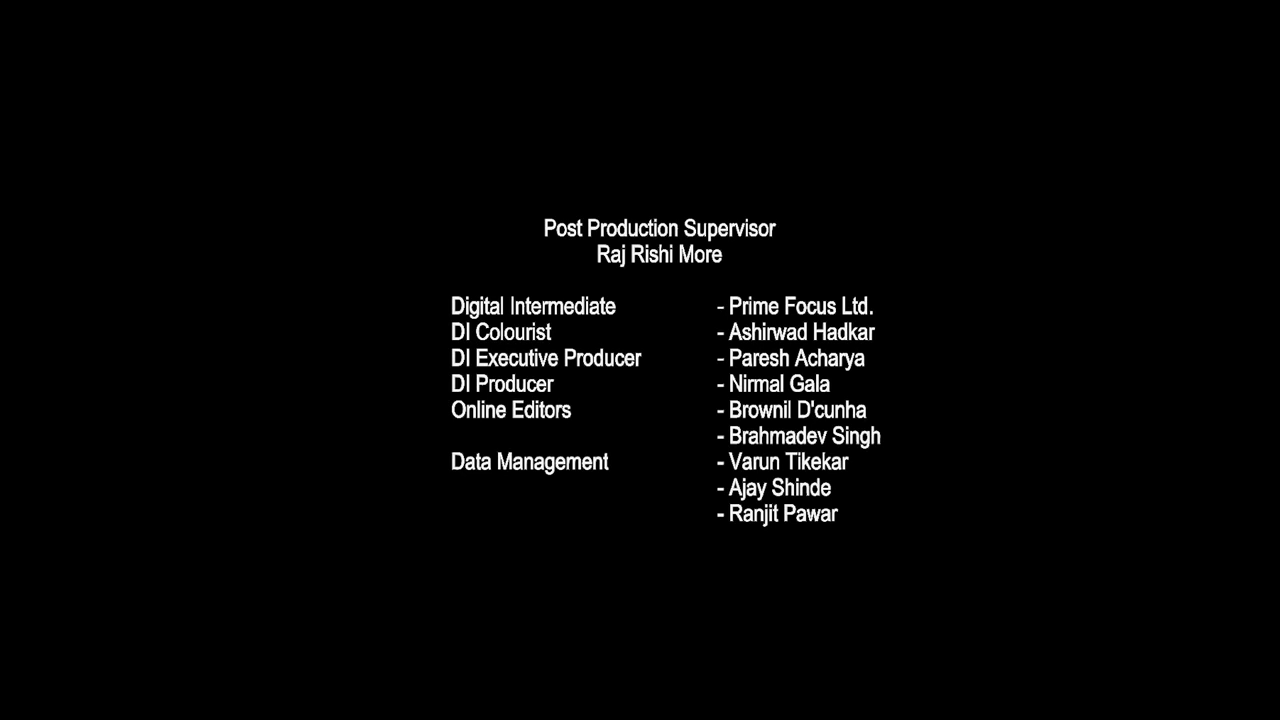 Post Production Supervisor
Raj Rishi More
Digital Intermediate - Prime Focus Ltd.
DI Colourist - Ashirwad Hadkar
DI Executive Producer - Paresh Acharya
DI Producer - Nirmal Gala
Online Editors - Brownil D'cunha
- Brahmadev Singh
Data Management - Varun Tikekar
- Ajay Shinde
- Ranjit Pawar